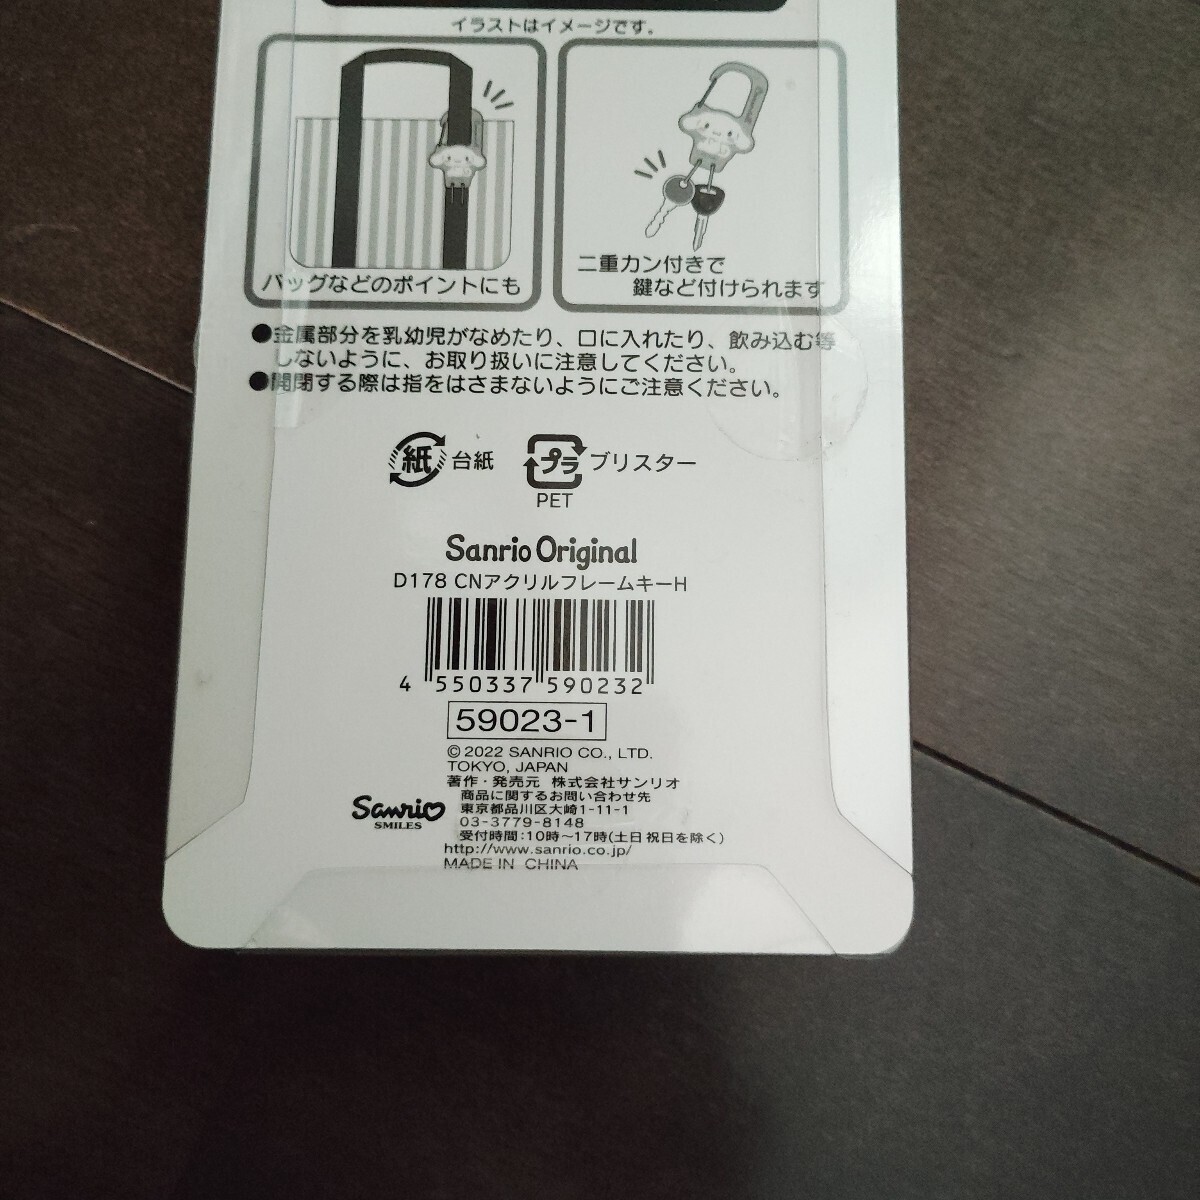 イラストはイメージです。
バッグなどのポイントにも
二重カン付きで
鍵など付けられます
●金属部分を乳幼児がなめたり、口に入れたり、飲み込む等
しないように、お取り扱いに注意してください。
●開閉する際は指をはさまないようにご注意ください。
紙 台紙 プラ ブリスター
PET
Sanrio Original
D178 CNアクリルフレームキーH
4 550337 590232
59023-1
© 2022 SANRIO CO., LTD.
TOKYO, JAPAN
著作・発売元 株式会社サンリオ
商品に関するお問い合わせ先
東京都品川区大崎1-11-1
03-3779-8148
受付時間:10時～17時(土日祝日を除く)
Sanrio
SMILES
http://www.sanrio.co.jp/
MADE IN CHINA